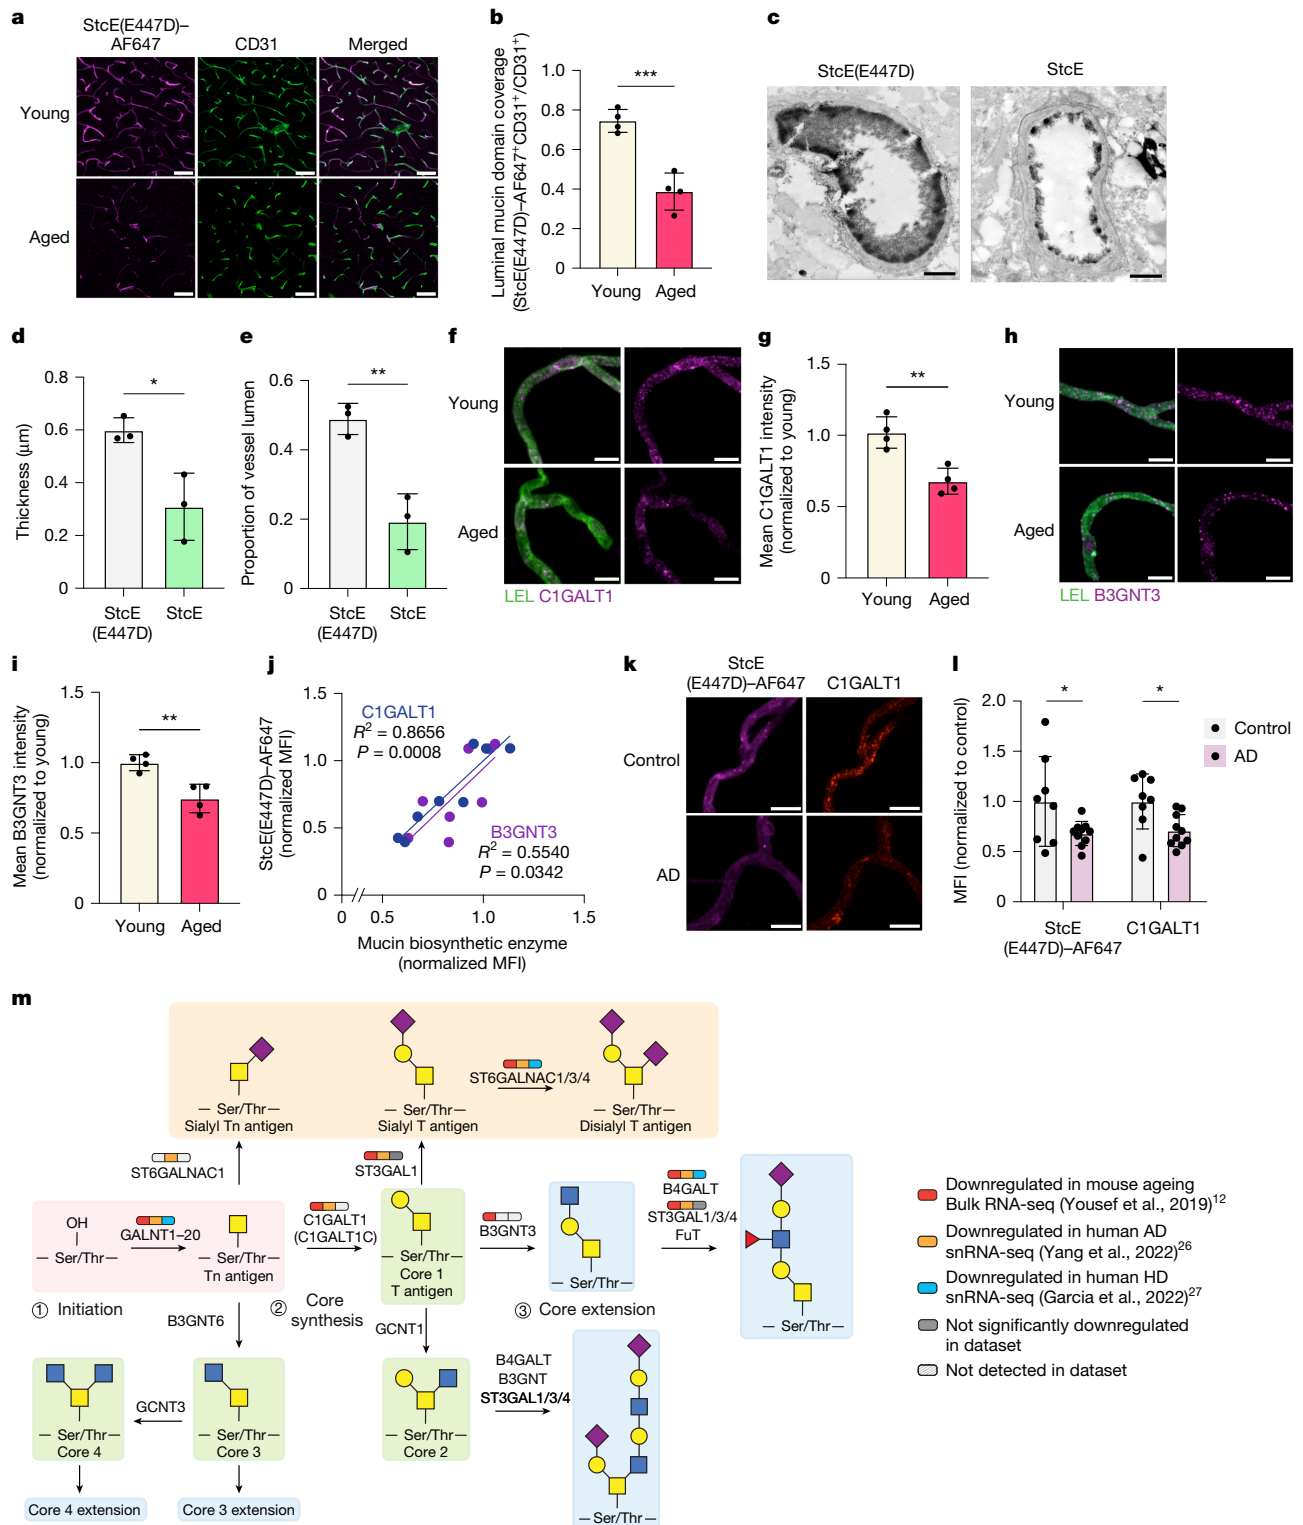 a
StcE(E447D)–
AF647
CD31
Merged
Young
Aged
b
Luminal mucin domain coverage
(StcE(E447D)–AF647⁺CD31⁺/CD31⁺)
1.0
0.8
0.6
0.4
0.2
0
***
Young
Aged
c
StcE(E447D)
StcE
d
Thickness (μm)
0.8
0.6
0.4
0.2
0
*
StcE
(E447D)
StcE
e
Proportion of vessel lumen
0.6
0.4
0.2
0
**
StcE
(E447D)
StcE
f
Young
Aged
LEL C1GALT1
g
Mean C1GALT1 intensity
(normalized to young)
1.5
1.0
0.5
0
**
Young
Aged
h
Young
Aged
LEL B3GNT3
i
Mean B3GNT3 intensity
(normalized to young)
1.5
1.0
0.5
0
**
Young
Aged
j
StcE(E447D)–AF647
(normalized MFI)
1.5
1.0
0.5
0
C1GALT1
R² = 0.8656
P = 0.0008
B3GNT3
R² = 0.5540
P = 0.0342
0
0.5
1.0
1.5
Mucin biosynthetic enzyme
(normalized MFI)
k
StcE
(E447D)–AF647
C1GALT1
Control
AD
l
MFI (normalized to control)
2.0
1.5
1.0
0.5
0
*
*
StcE
(E447D)–AF647
C1GALT1
Control
AD
m
— Ser/Thr —
Sialyl Tn antigen
— Ser/Thr —
Sialyl T antigen
ST6GALNAC1/3/4
— Ser/Thr —
Disialyl T antigen
ST6GALNAC1
ST3GAL1
OH
— Ser/Thr —
GALNT1–20
— Ser/Thr —
Tn antigen
C1GALT1
(C1GALT1C)
— Ser/Thr —
Core 1
T antigen
B3GNT3
— Ser/Thr —
B4GALT
ST3GAL1/3/4
FuT
— Ser/Thr —
1 Initiation
2 Core
synthesis
3 Core extension
B3GNT6
GCNT1
— Ser/Thr —
Core 4
GCNT3
— Ser/Thr —
Core 3
— Ser/Thr —
Core 2
B4GALT
B3GNT
ST3GAL1/3/4
— Ser/Thr —
Core 4 extension
Core 3 extension
Downregulated in mouse ageing
Bulk RNA-seq (Yousef et al., 2019)¹²
Downregulated in human AD
snRNA-seq (Yang et al., 2022)²⁶
Downregulated in human HD
snRNA-seq (Garcia et al., 2022)²⁷
Not significantly downregulated
in dataset
Not detected in dataset